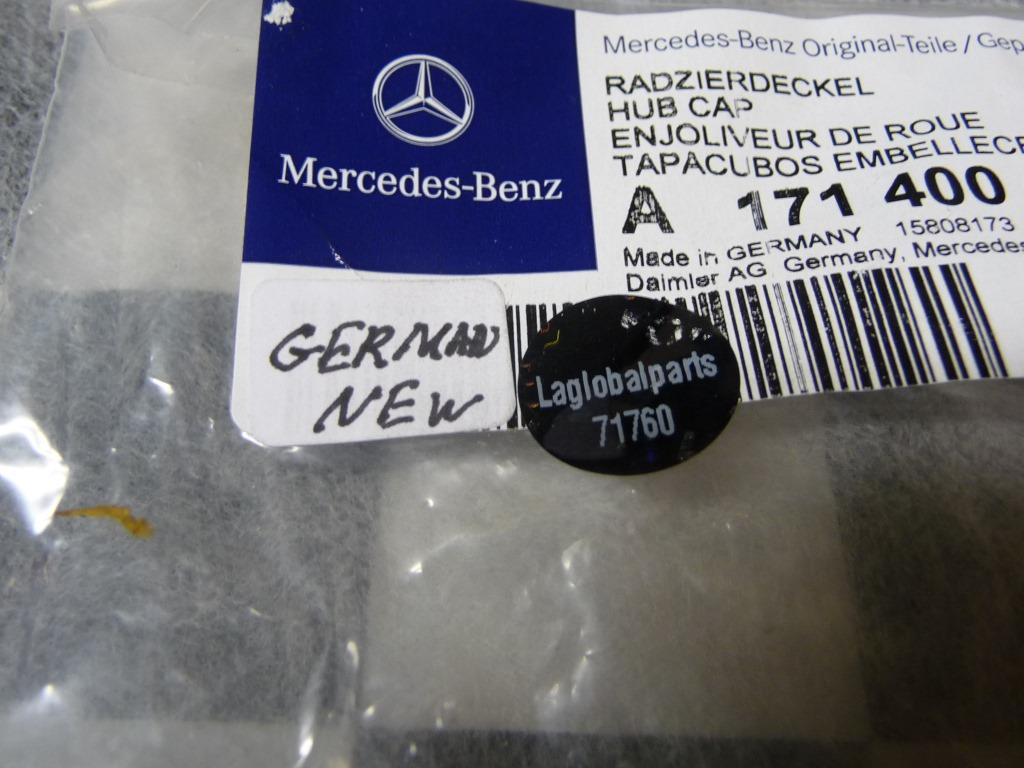 Mercedes-Benz
Mercedes-Benz Original-Teile / Gep
RADZIERDECKEL
HUB CAP
ENJOLIVEUR DE ROUE
TAPACUBOS EMBELLECE
A 171 400
15808173
Made in GERMANY
Daimler AG Germany, Mercedes
GERMAN
NEW
Laglobalparts
71760